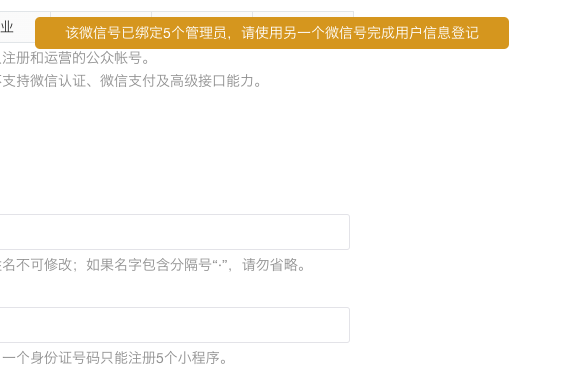 业
该微信号已绑定5个管理员，请使用另一个微信号完成用户信息登记
注册和运营的公众帐号。
支持微信认证、微信支付及高级接口能力。
名不可修改；如果名字包含分隔号“·”，请勿省略。
一个身份证号码只能注册5个小程序。